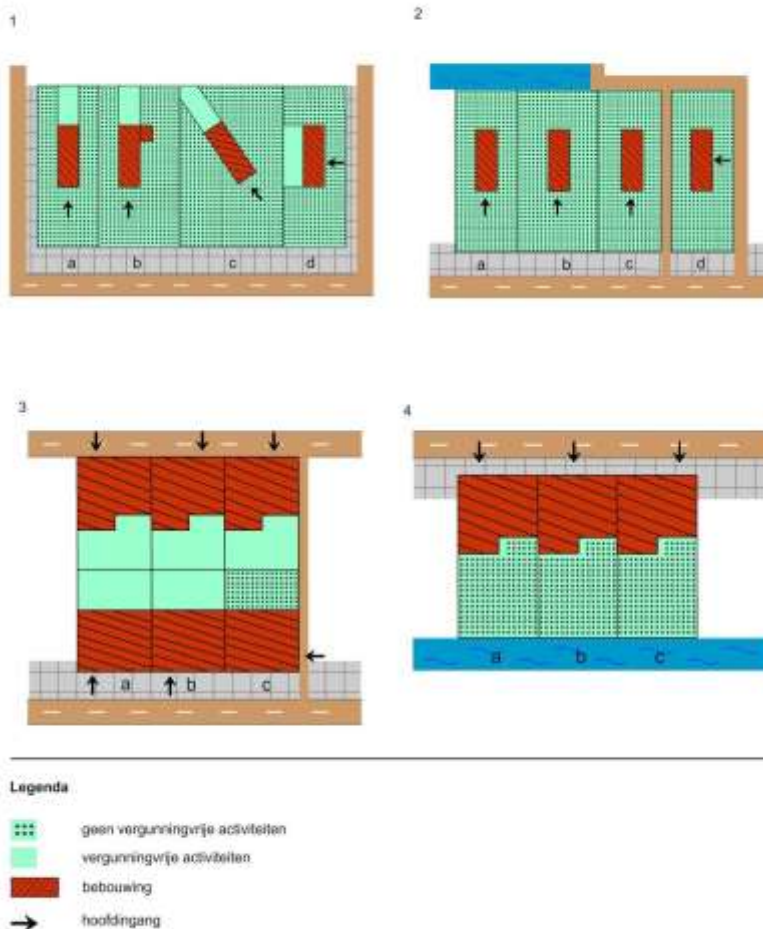 1
2
a b c d
a b c d
3
4
a b c
a b c
Legenda
geen vergunningvrije activiteiten
vergunningvrije activiteiten
bebouwing
hoofdingang